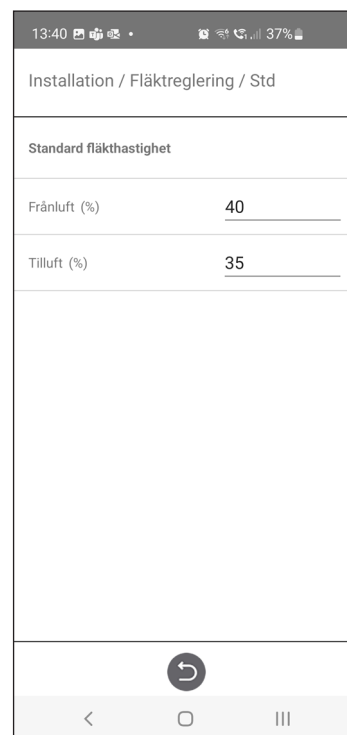 13:40 37%
Installation / Fläktreglering / Std
Standard fläkthastighet
Frånluft (%) 40
Tilluft (%) 35